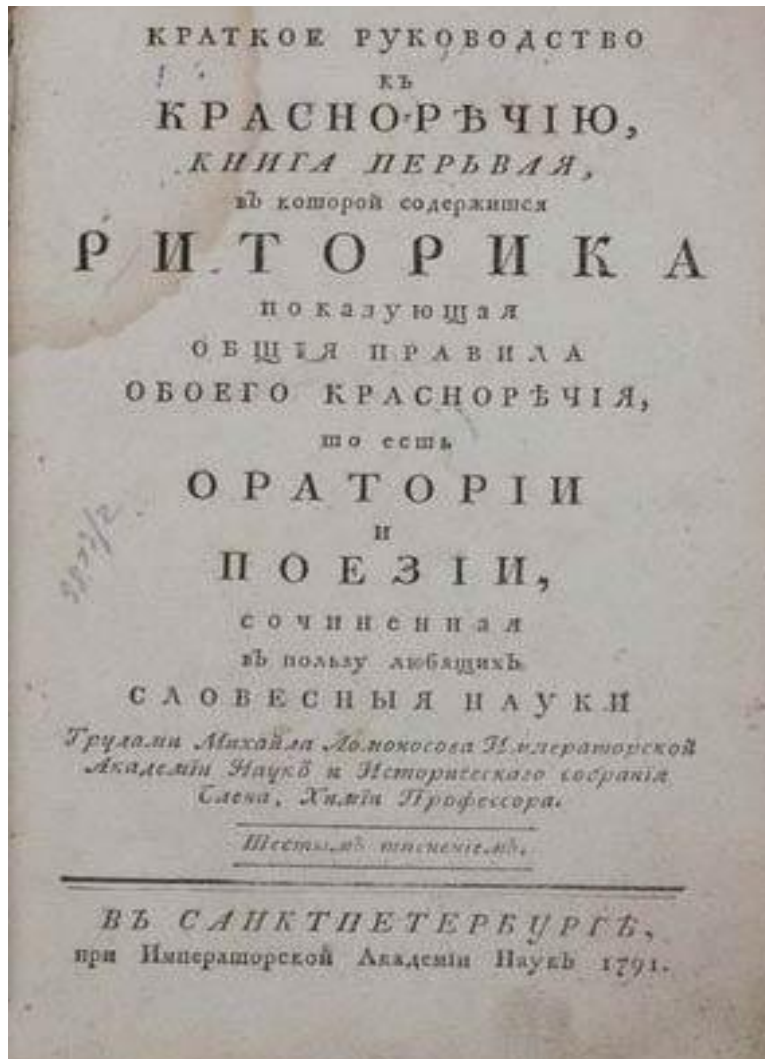 КРАТКОЕ РУКОВОДСТВО
КЪ
КРАСНОРѢЧІЮ,
КНИГА ПЕРЬВАЯ,
въ которой содержится
РИТОРИКА
показующая
ОБЩІЯ ПРАВИЛА
ОБОЕГО КРАСНОРѢЧІЯ,
то есть
ОРАТОРІИ
И
ПОЕЗІИ,
сочиненная
въ пользу любящихъ
СЛОВЕСНЫЯ НАУКИ
Трудами Михайла Ломоносова Императорской
Академіи Наукъ и Историческаго собранія
Члена, Химіи Профессора.
Шестымъ тисненіемъ.
ВЪ САНКТПЕТЕРБУРГѢ,
при Императорской Академіи Наукъ 1791.